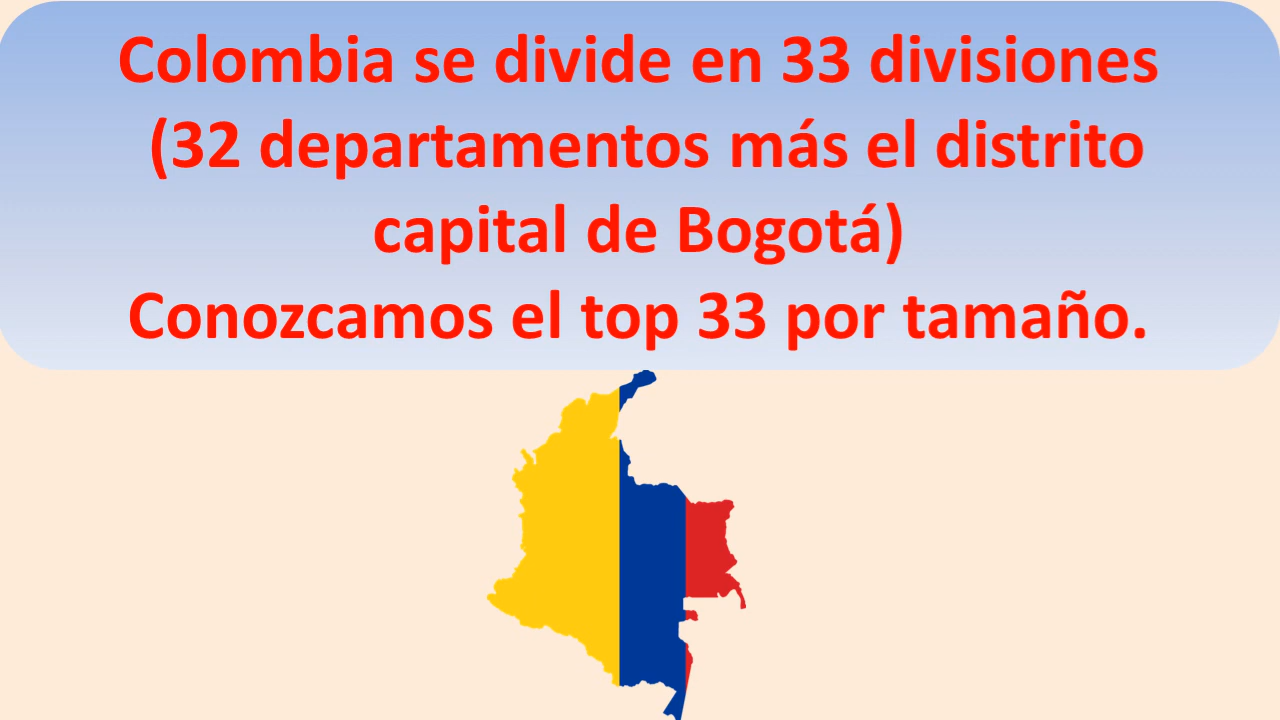 Colombia se divide en 33 divisiones
(32 departamentos más el distrito
capital de Bogotá)
Conozcamos el top 33 por tamaño.